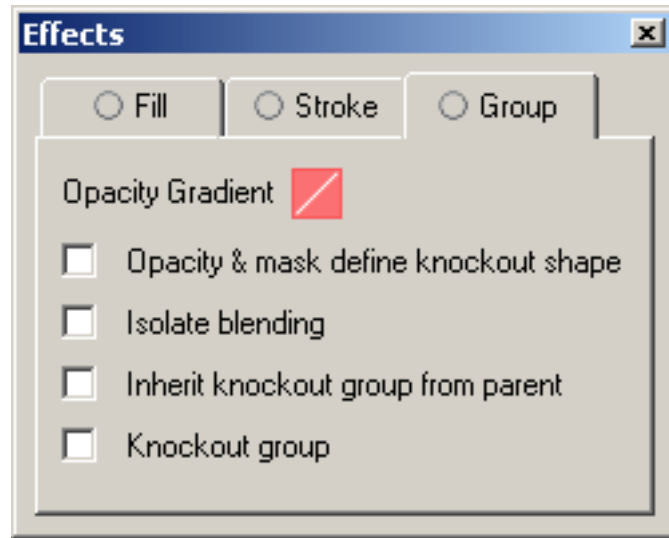 Effects
Fill Stroke Group
Opacity Gradient
Opacity & mask define knockout shape
Isolate blending
Inherit knockout group from parent
Knockout group